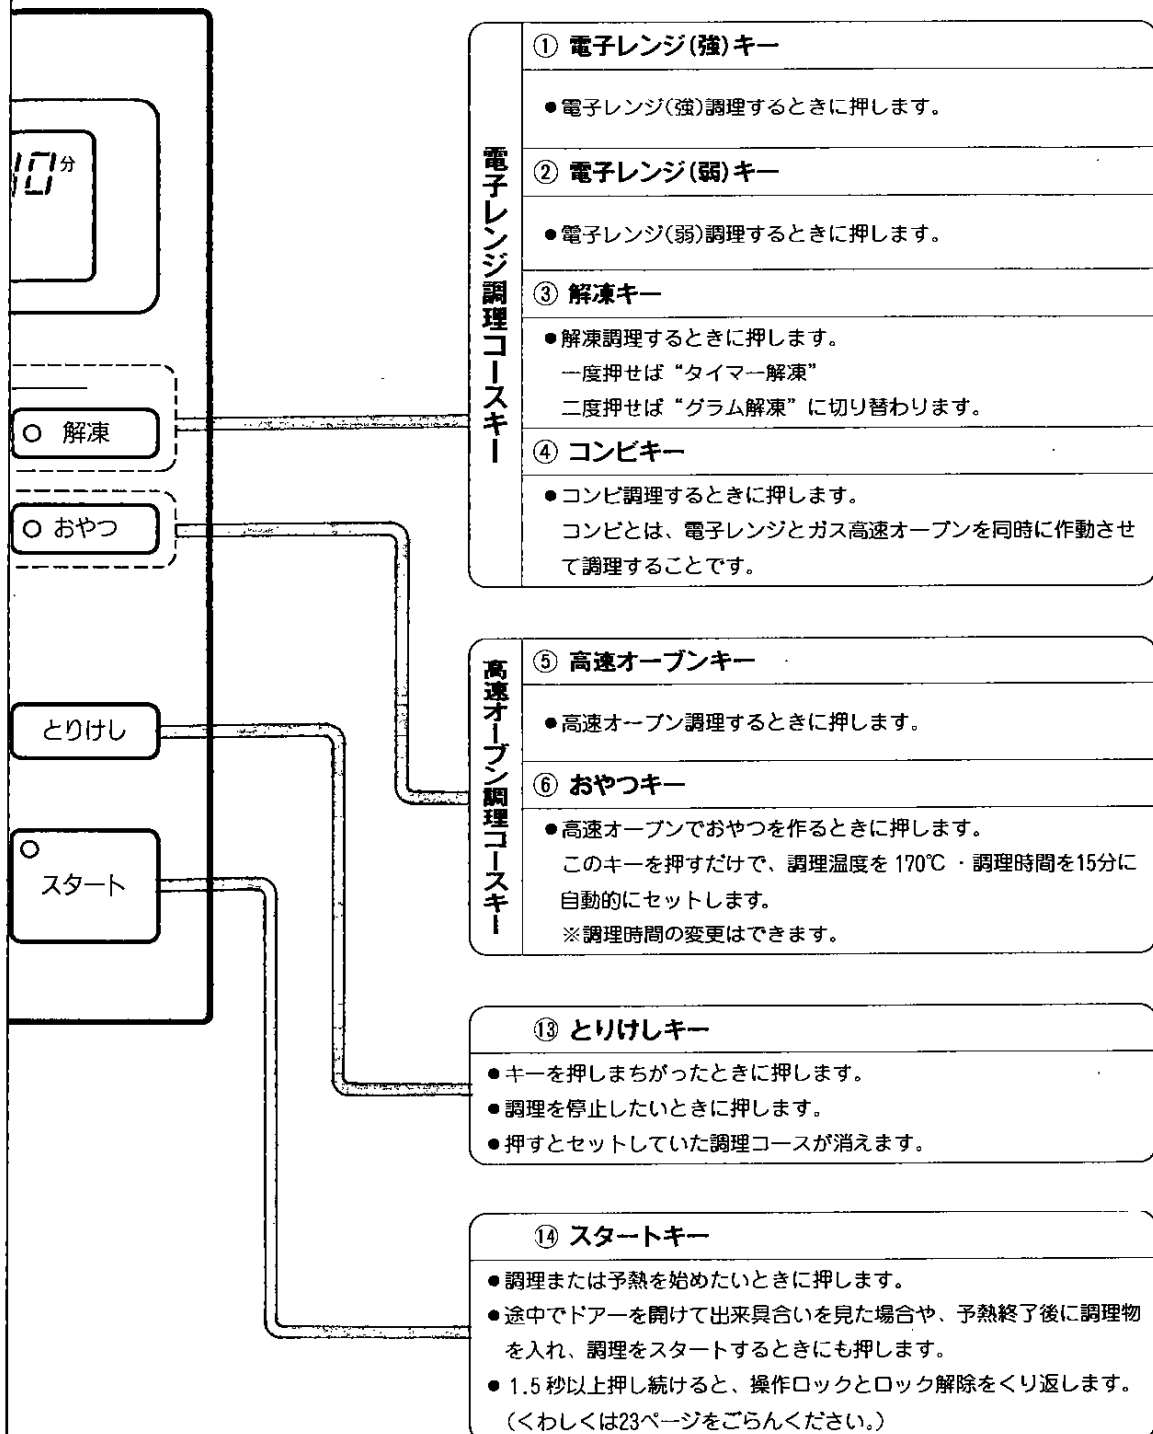 10分
解凍
おやつ
とりけし
スタート
電子レンジ調理コースキー
① 電子レンジ(強)キー
●電子レンジ(強)調理するときに押します。
② 電子レンジ(弱)キー
●電子レンジ(弱)調理するときに押します。
③ 解凍キー
●解凍調理するときに押します。
一度押せば“タイマー解凍”
二度押せば“グラム解凍”に切り替わります。
④ コンビキー
●コンビ調理するときに押します。
コンビとは、電子レンジとガス高速オーブンを同時に作動させ
て調理することです。
高速オーブン調理コースキー
⑤ 高速オーブンキー
●高速オーブン調理するときに押します。
⑥ おやつキー
●高速オーブンでおやつを作るときに押します。
このキーを押すだけで、調理温度を170℃・調理時間を15分に
自動的にセットします。
※調理時間の変更はできます。
⑬ とりけしキー
●キーを押しまちがったときに押します。
●調理を停止したいときに押します。
●押すとセットしていた調理コースが消えます。
⑭ スタートキー
●調理または予熱を始めたいときに押します。
●途中でドアーを開けて出来具合いを見た場合や、予熱終了後に調理物
を入れ、調理をスタートするときにも押します。
●1.5秒以上押し続けると、操作ロックとロック解除をくり返します。
(くわしくは23ページをごらんください。)